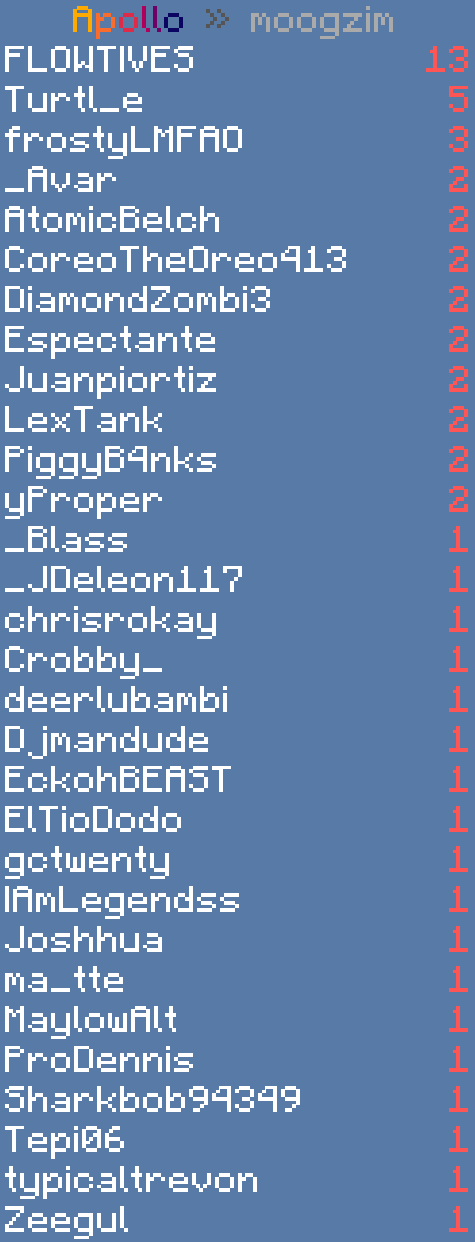 Apollo » moogzim
FLOWTIVES 13
Turtl_e 5
frostyLMFAO 3
_Avar 2
AtomicBelch 2
CoreoTheOreo413 2
DiamondZombi3 2
Espectante 2
Juanpiortiz 2
LexTank 2
PiggyB4nks 2
yProper 2
_Blass 1
_JDeleon117 1
chrisrokay 1
Crobby_ 1
deerlubambi 1
Djmandude 1
EckohBEAST 1
ElTioDodo 1
gctwenty 1
IAmLegendss 1
Joshhua 1
ma_tte 1
MaylowAlt 1
ProDennis 1
Sharkbob94349 1
Tepi06 1
typicaltrevon 1
Zeegul 1